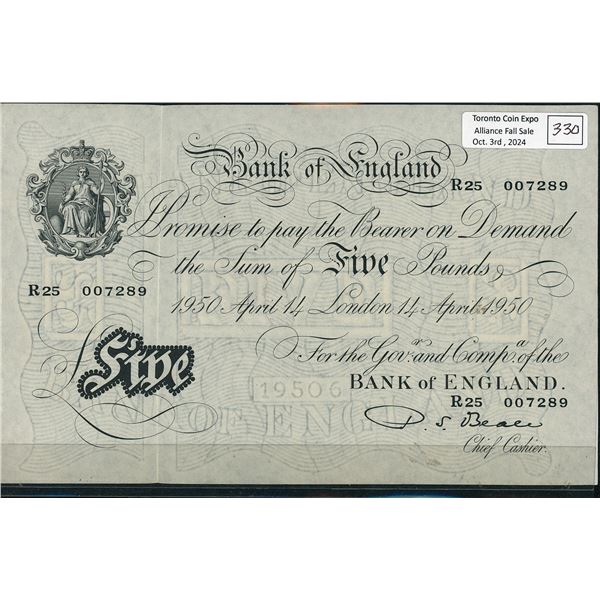 Toronto Coin Expo
Alliance Fall Sale
Oct. 3rd , 2024
330
Bank of England
R25 007289
I Promise to pay the Bearer on Demand
the Sum of Five Pounds
R25 007289
1950 April 14 London 14 April 1950
£Five
For the Govr. and Compa. of the
BANK of ENGLAND.
19506
R25 007289
P. S. Beale
Chief Cashier.